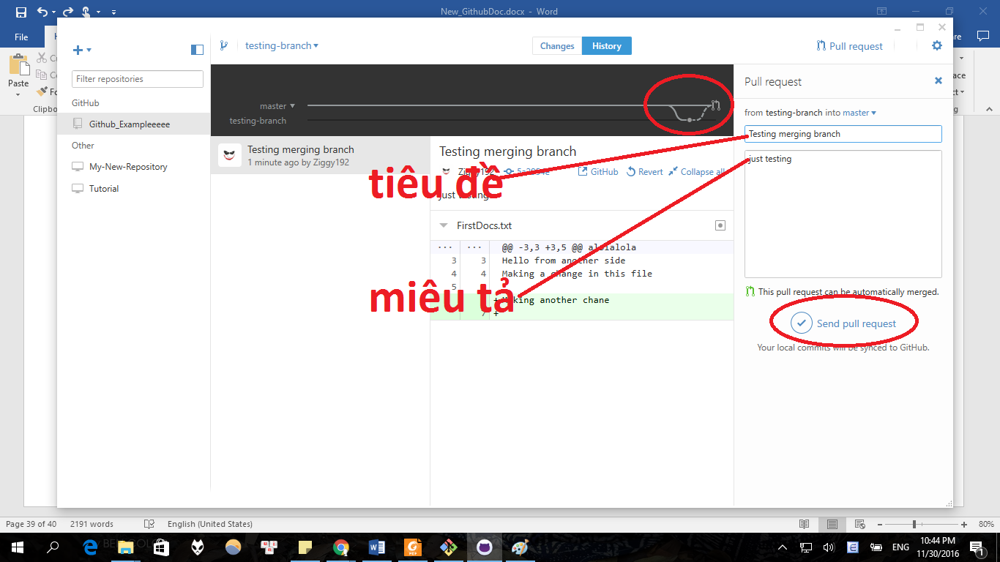 New_GithubDoc.docx - Word
File
Paste
Clipbo
testing-branch
Changes
History
Pull request
Filter repositories
GitHub
Github_Exampleeeee
Other
My-New-Repository
Tutorial
master
testing-branch
Testing merging branch
1 minute ago by Ziggy192
Testing merging branch
Ziggy192
GitHub
Revert
Collapse all
just testing
tiêu đề
miêu tả
FirstDocs.txt
... ... @@ -3,3 +3,5 @@ alolalola
3 3 Hello from another side
4 4 Making a change in this file
5
+ Making another chane
7 +
Pull request
from testing-branch into master
Testing merging branch
just testing
This pull request can be automatically merged.
Send pull request
Your local commits will be synced to GitHub.
Page 39 of 40
2191 words
English (United States)
80%
ENG
10:44 PM
11/30/2016
1